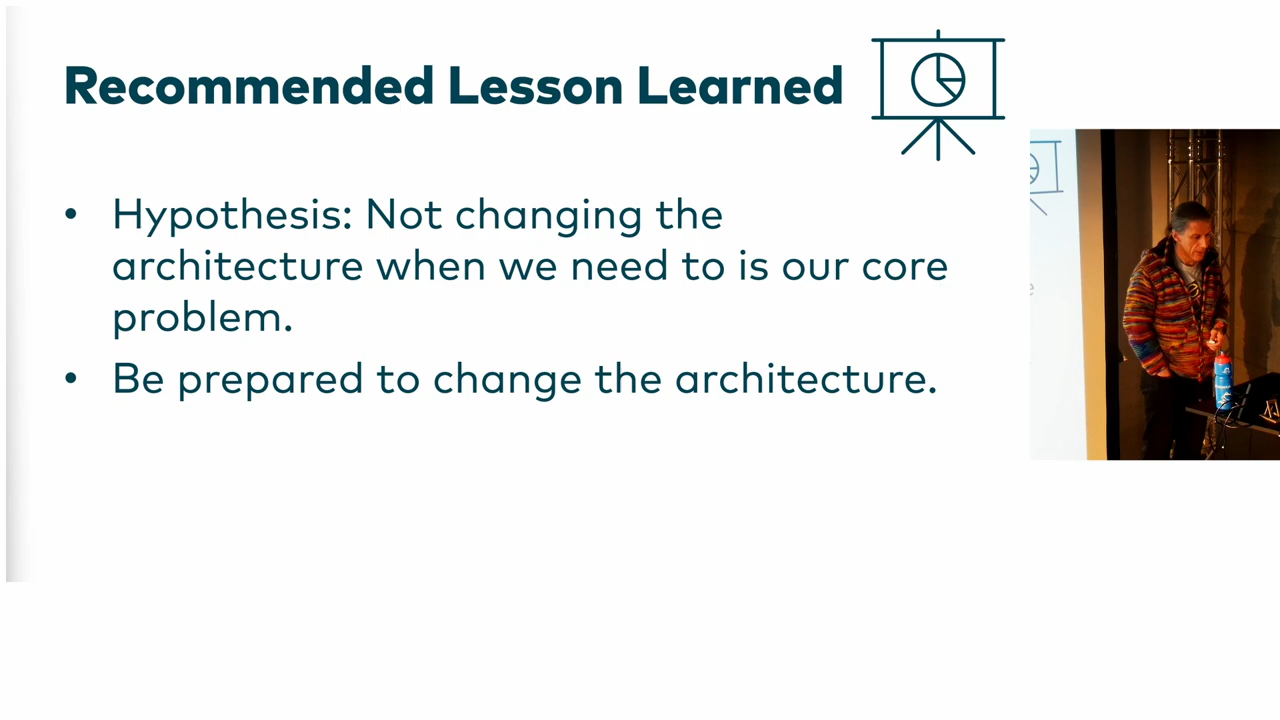 Recommended Lesson Learned
• Hypothesis: Not changing the
architecture when we need to is our core
problem.
• Be prepared to change the architecture.